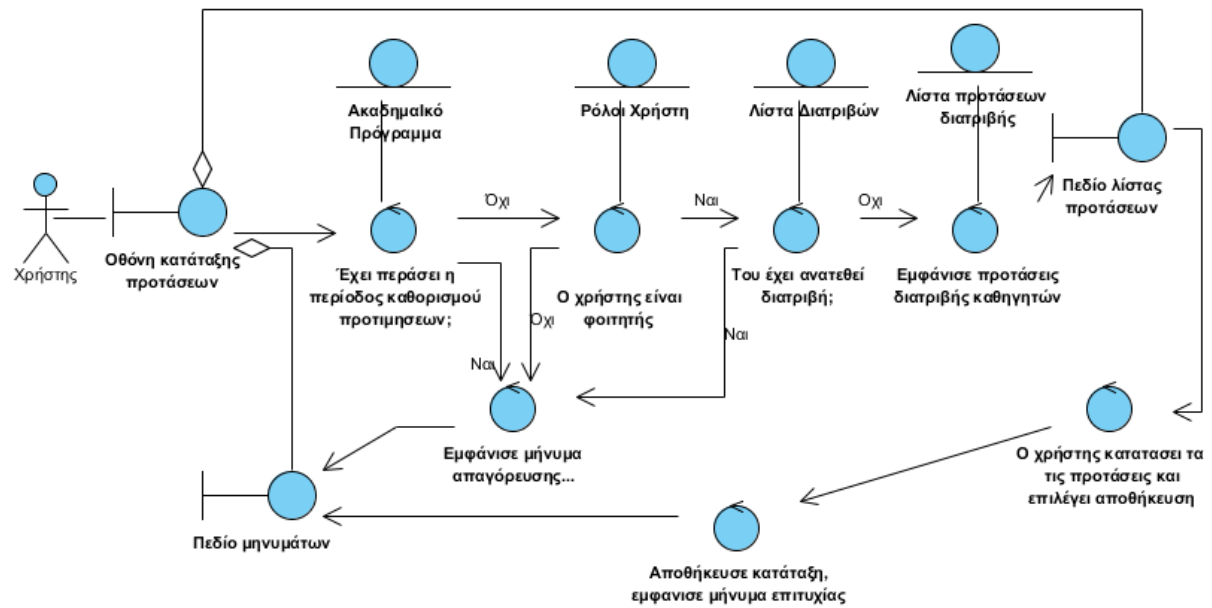 ΑκαδημαΙκό
Πρόγραμμα
Ρόλοι Χρήστη
Λίστα Διατριβών
Λίστα προτάσεων
διατριβής
Χρήστης
Οθόνη κατάταξης
προτάσεων
Όχι
Ναι
Οχι
Πεδίο λίστας
προτάσεων
Έχει περάσει η
περίοδος καθορισμού
προτιμησεων;
Ο χρήστης είναι
φοιτητής
Του έχει ανατεθεί
διατριβή;
Εμφάνισε προτάσεις
διατριβής καθηγητών
Όχι
Ναι
Ναι
Εμφάνισε μήνυμα
απαγόρευσης...
Ο χρήστης κατατασει τα
τις προτάσεις και
επιλέγει αποθήκευση
Πεδίο μηνυμάτων
Αποθήκευσε κατάταξη,
εμφανισε μήνυμα επιτυχίας